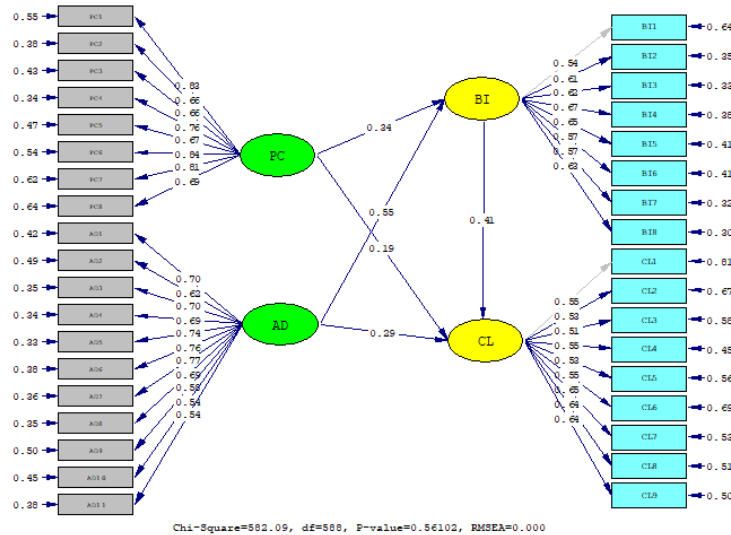 0.55 PC1
0.38 PC2
0.43 PC3
0.34 PC4
0.47 PC5
0.54 PC6
0.62 PC7
0.64 PC8
0.42 AD1
0.49 AD2
0.35 AD3
0.34 AD4
0.33 AD5
0.38 AD6
0.36 AD7
0.35 AD8
0.50 AD9
0.45 AD10
0.38 AD11
0.83
0.66
0.66
0.76
0.67
0.84
0.81
0.69
0.70
0.62
0.70
0.69
0.74
0.76
0.77
0.69
0.54
0.54
PC
AD
0.34
0.55
0.19
0.29
BI
0.41
CL
0.54
0.61
0.62
0.67
0.65
0.57
0.57
0.63
0.55
0.53
0.51
0.55
0.53
0.55
0.65
0.64
0.64
BI1 0.64
BI2 0.35
BI3 0.33
BI4 0.35
BI5 0.41
BI6 0.41
BI7 0.32
BI8 0.30
CL1 0.81
CL2 0.67
CL3 0.58
CL4 0.45
CL5 0.56
CL6 0.69
CL7 0.53
CL8 0.51
CL9 0.50
Chi-Square=582.09, df=588, P-value=0.56102, RMSEA=0.000